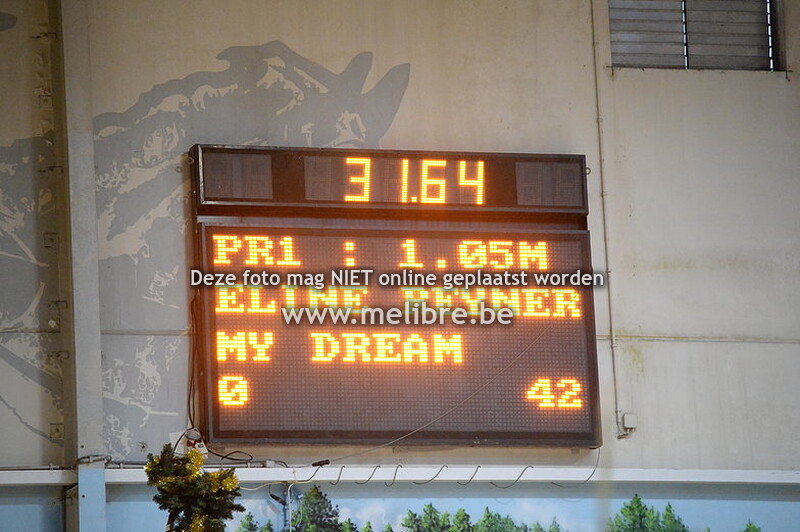 31.64
PR1 : 1.05M
Deze foto mag NIET online geplaatst worden
ELINE
www.melibre.be
MY DREAM
0 42